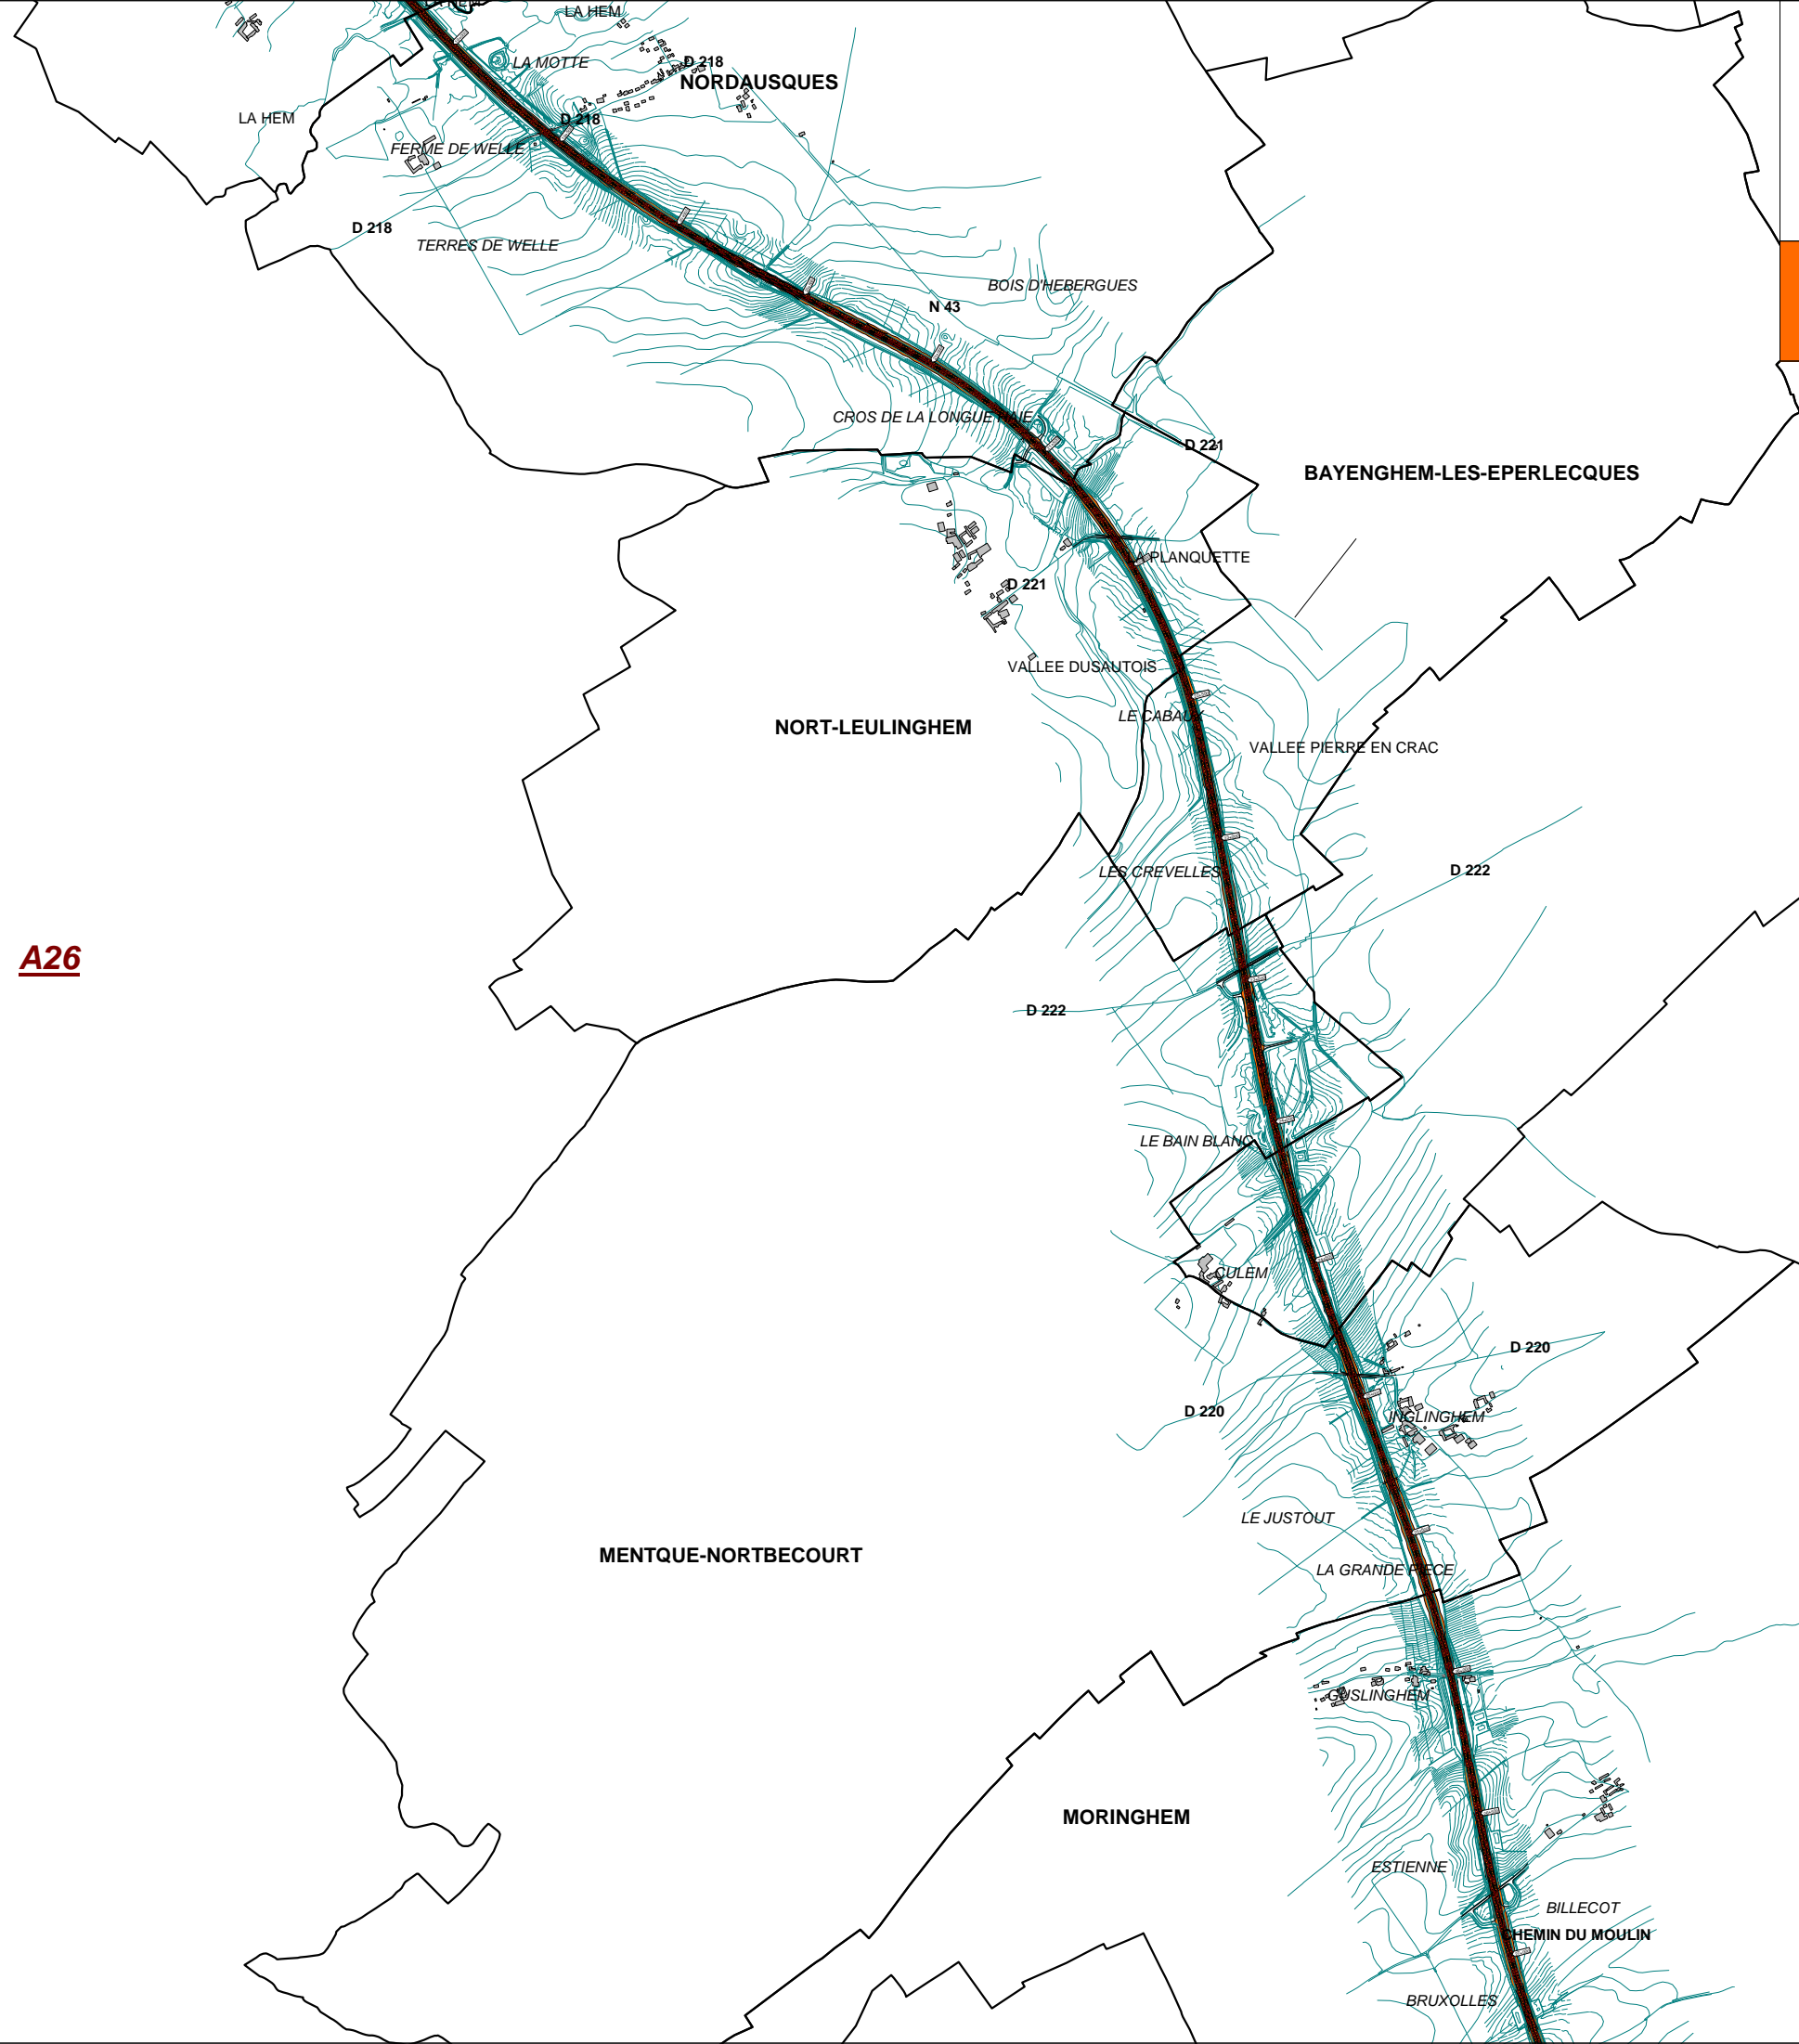 LA HEM
LA HEM
LA MOTTE
D 218
NORDAUSQUES
LA HEM
D 218
FERME DE WELLE
D 218
TERRES DE WELLE
BOIS D'HEBERGUES
N 43
CROS DE LA LONGUE HAIE
D 221
BAYENGHEM-LES-EPERLECQUES
LA PLANQUETTE
D 221
VALLEE DUSAUTOIS
LE CABAUX
NORT-LEULINGHEM
VALLEE PIERRE EN CRAC
LES CREVELLES
D 222
A26
D 222
LE BAIN BLANC
CULEM
D 220
D 220
INGLINGHEM
LE JUSTOUT
MENTQUE-NORTBECOURT
LA GRANDE PIECE
GUSLINGHEM
MORINGHEM
ESTIENNE
BILLECOT
CHEMIN DU MOULIN
BRUXOLLES